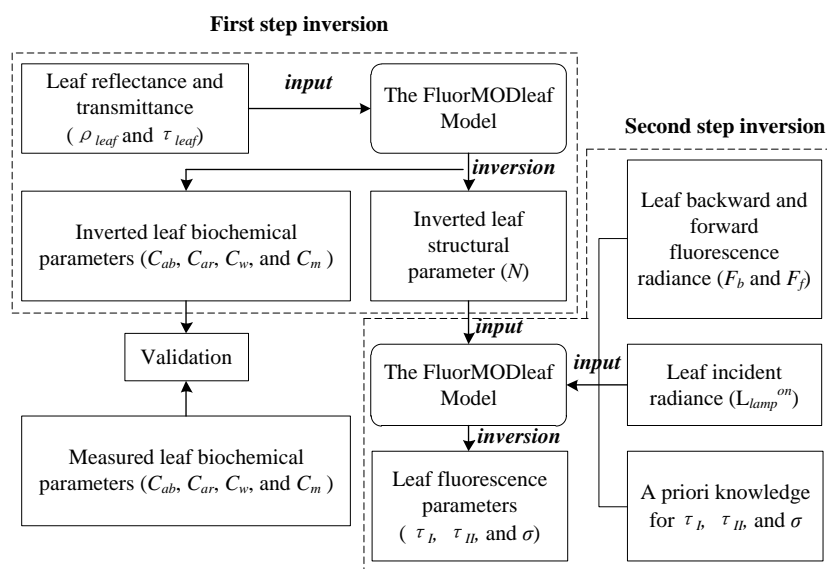 First step inversion
Leaf reflectance and
transmittance
( ρ leaf and τ leaf)
input
The FluorMODleaf
Model
inversion
Inverted leaf biochemical
parameters (Cab, Car, Cw, and Cm )
Inverted leaf
structural
parameter (N)
Validation
Measured leaf biochemical
parameters (Cab, Car, Cw, and Cm )
Second step inversion
input
The FluorMODleaf
Model
inversion
Leaf fluorescence
parameters
( τ I, τ II, and σ)
input
Leaf backward and
forward
fluorescence
radiance (Fb and Ff)
Leaf incident
radiance (Llamp on)
A priori knowledge
for τ I, τ II, and σ